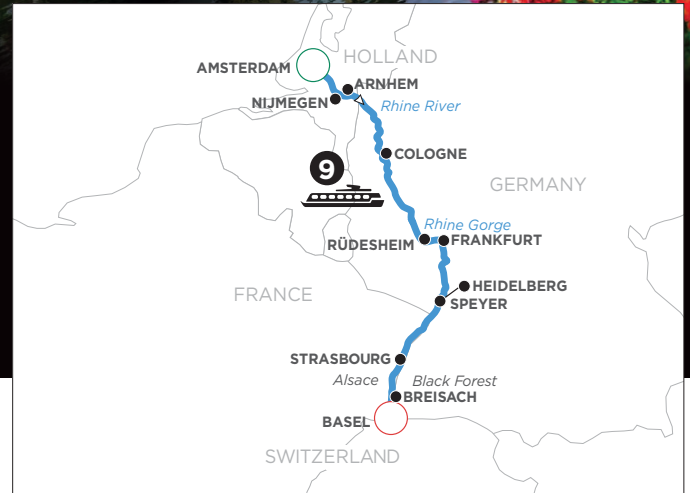 HOLLAND
AMSTERDAM
ARNHEM
NIJMEGEN
Rhine River
COLOGNE
9
GERMANY
Rhine Gorge
RÜDESHEIM
FRANKFURT
HEIDELBERG
FRANCE
SPEYER
STRASBOURG
Alsace
Black Forest
BREISACH
BASEL
SWITZERLAND